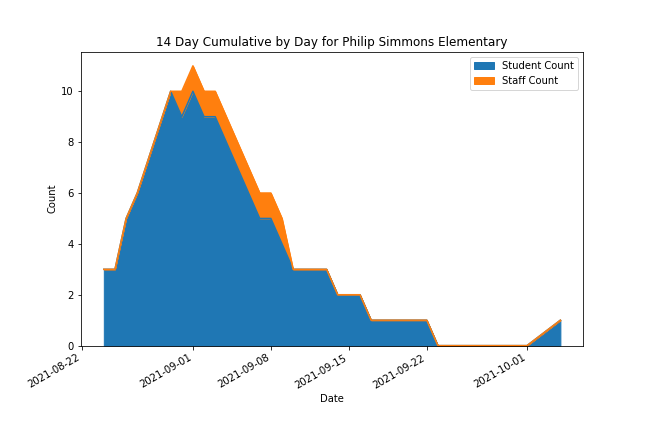 14 Day Cumulative by Day for Philip Simmons Elementary
Student Count
Staff Count
10
8
6
4
2
0
Count
2021-08-22
2021-09-01
2021-09-08
2021-09-15
2021-09-22
2021-10-01
Date